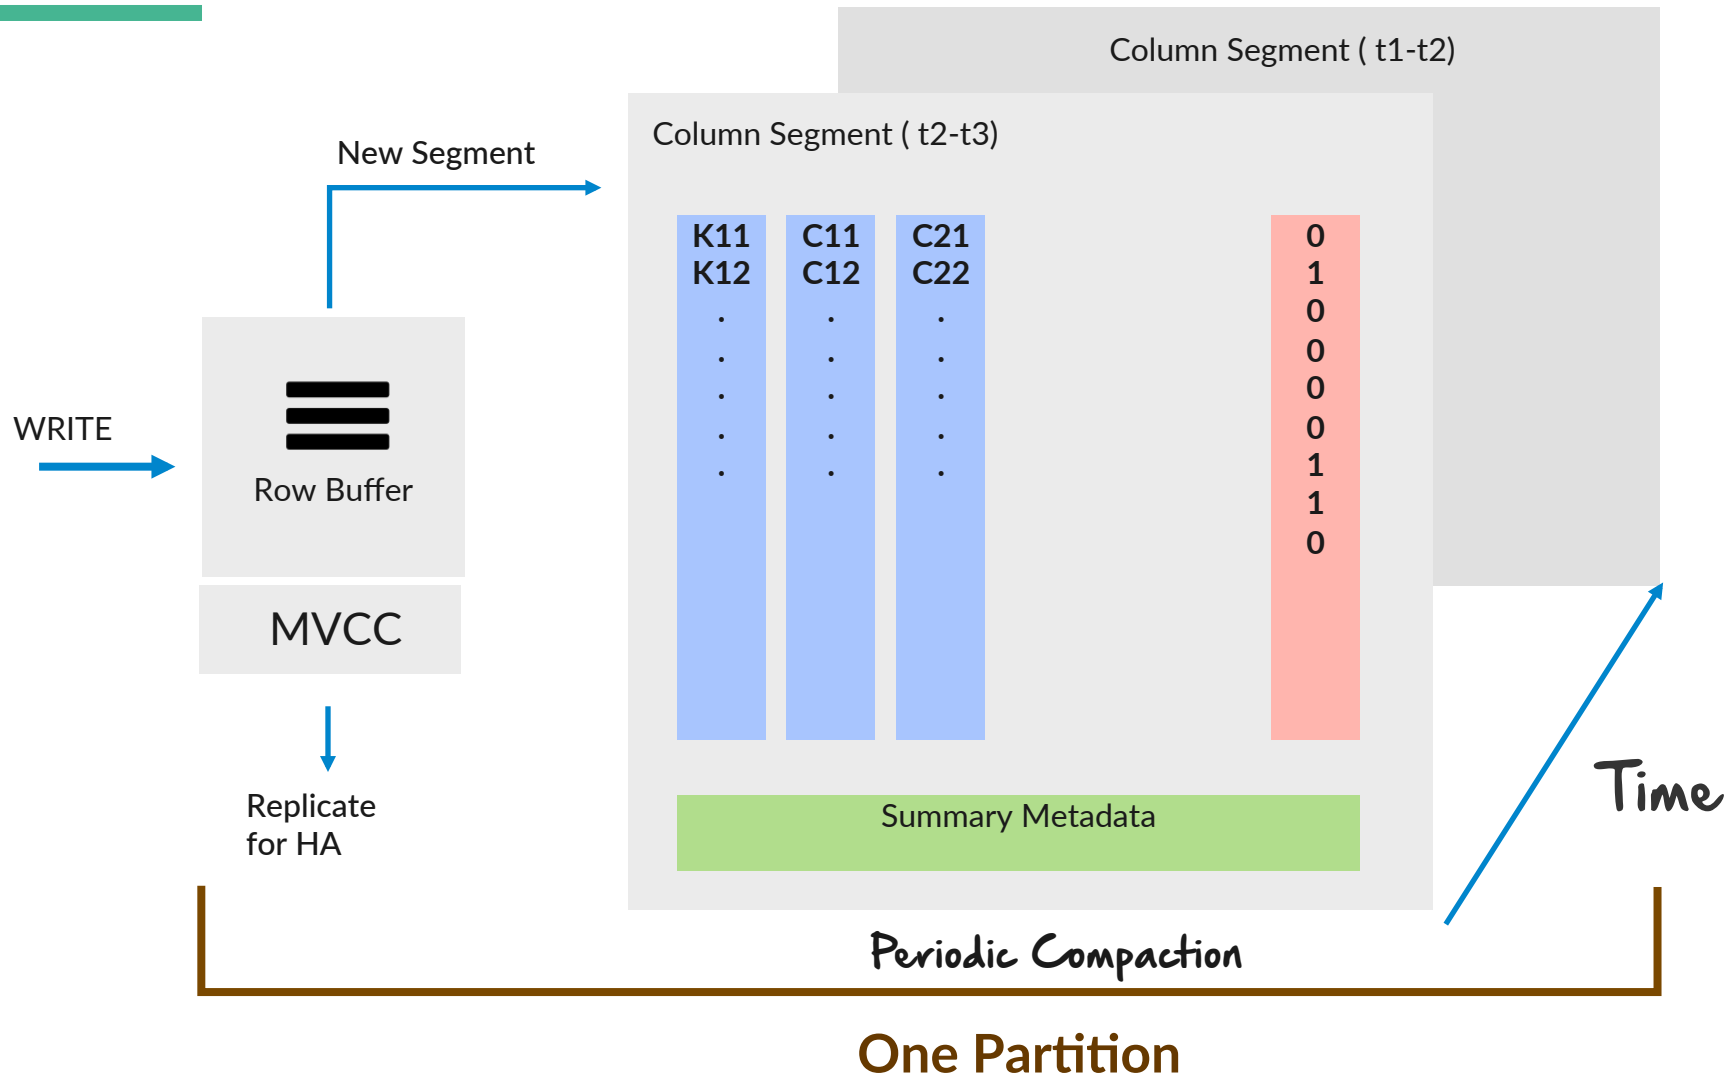 Column Segment ( t1-t2)
Column Segment ( t2-t3)
New Segment
K11 C11 C21 0
K12 C12 C22 1
. . . 0
. . . 0
. . . 0
. . . 0
. . . 1
1
0
WRITE
Row Buffer
MVCC
Replicate
for HA
Summary Metadata
Time
Periodic Compaction
One Partition